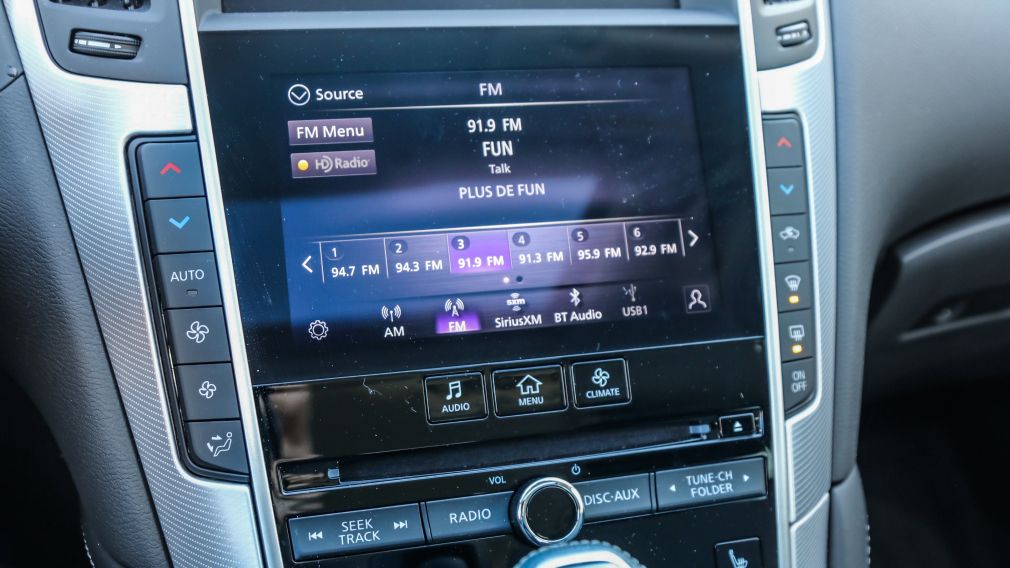 Source
FM
FM Menu
HD Radio
91.9 FM
FUN
Talk
PLUS DE FUN
1 2 3 4 5 6
94.7 FM 94.3 FM 91.9 FM 91.3 FM 95.9 FM 92.9 FM
AM
FM
sxm
SiriusXM
BT Audio
USB1
AUTO
ON
OFF
AUDIO
MENU
CLIMATE
VOL
SEEK
TRACK
RADIO
DISC·AUX
TUNE·CH
FOLDER